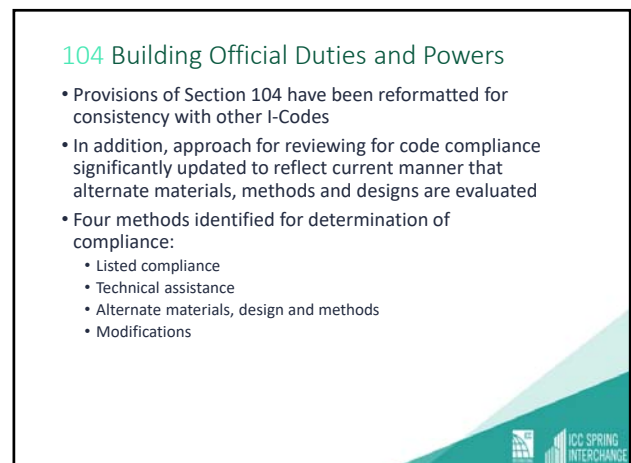 104 Building Official Duties and Powers
• Provisions of Section 104 have been reformatted for
consistency with other I-Codes
• In addition, approach for reviewing for code compliance
significantly updated to reflect current manner that
alternate materials, methods and designs are evaluated
• Four methods identified for determination of
compliance:
• Listed compliance
• Technical assistance
• Alternate materials, design and methods
• Modifications
ICC SPRING
INTERCHANGE